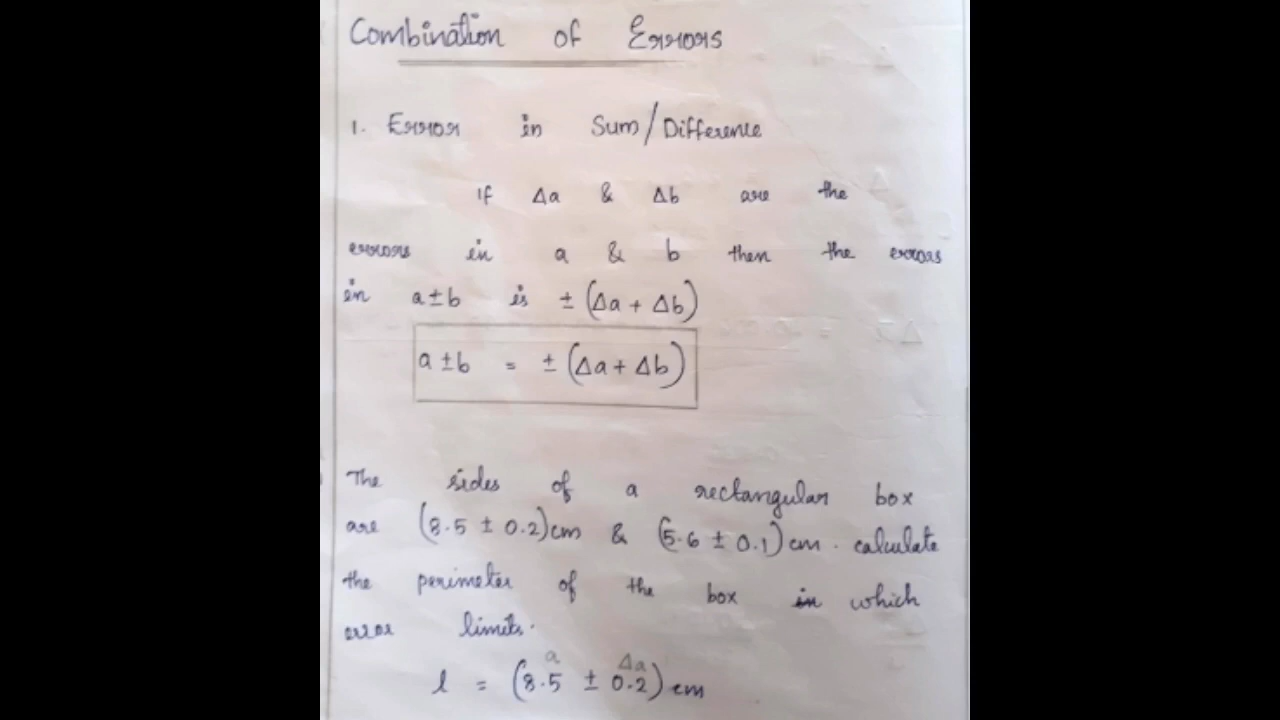 Combination of Errors
1. Error in Sum/Difference
If Δa & Δb are the
errors in a & b then the errors
in a±b is ± (Δa + Δb)
a ±b = ± (Δa + Δb)
The sides of a rectangular box
are (8.5 ± 0.2)cm & (5.6 ± 0.1)cm. calculate
the perimeter of the box in which
error limits.
a Δa
l = (8.5 ± 0.2) cm